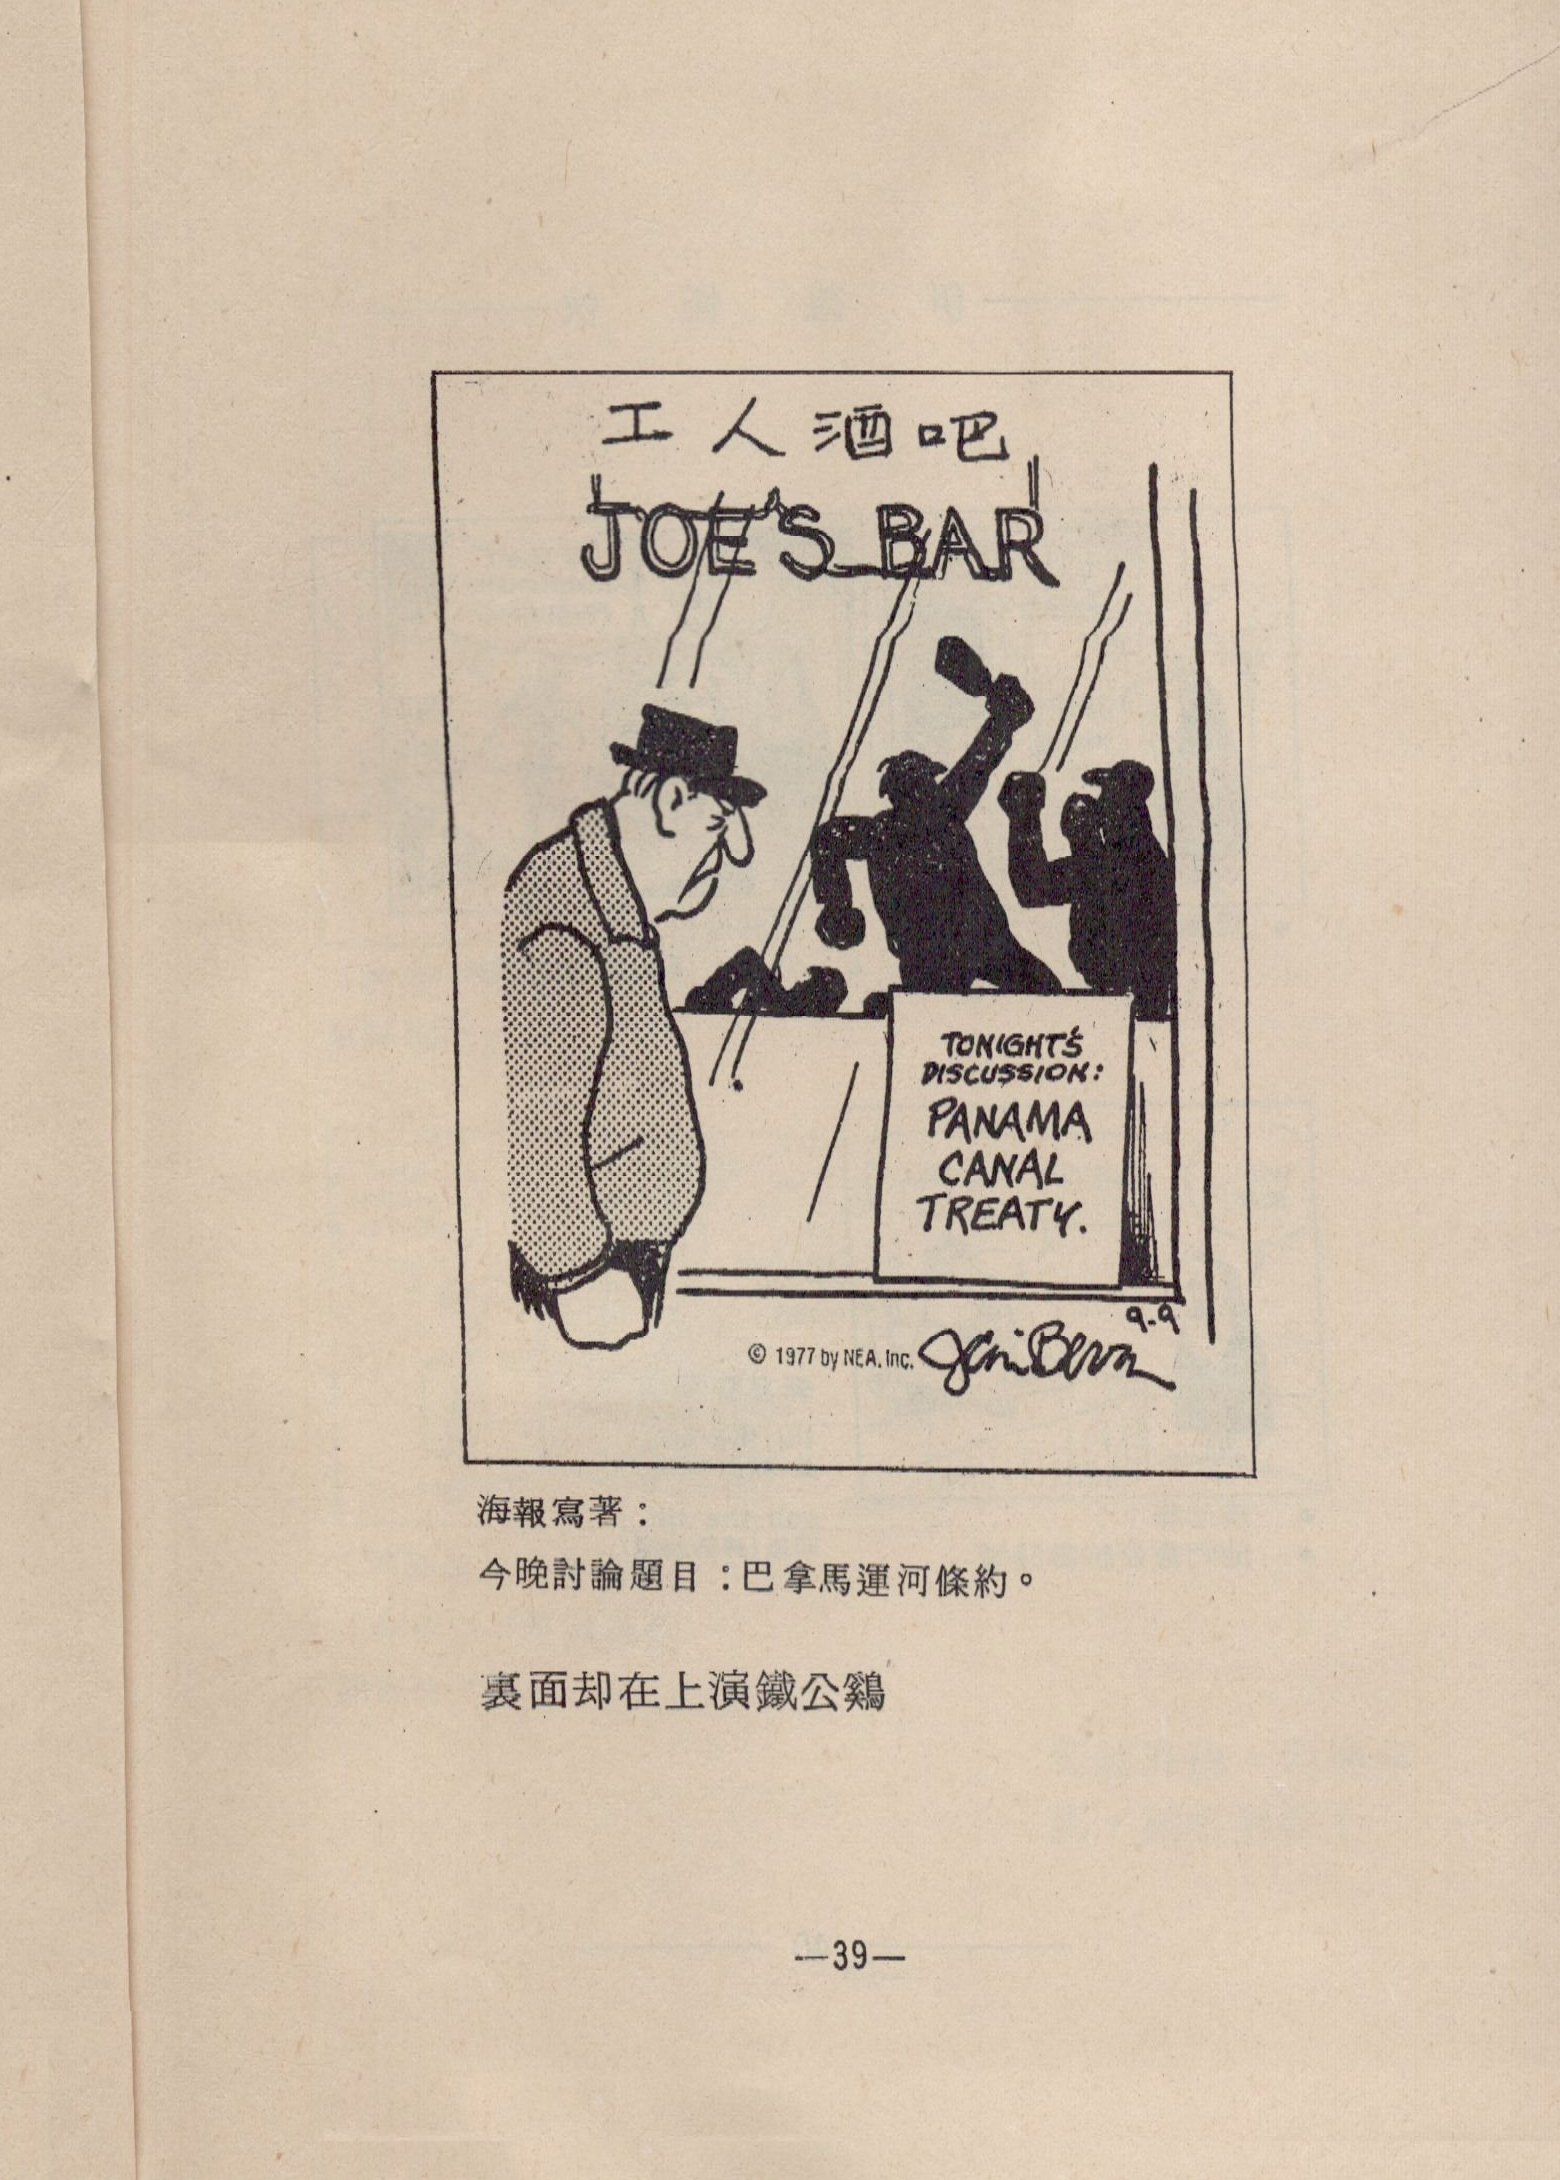 工人酒吧
JOE'S BAR
TONIGHT'S
DISCUSSION:
PANAMA
CANAL
TREATY.
9-9
© 1977 by NEA, Inc.
海報寫著：
今晚討論題目：巴拿馬運河條約。
裏面却在上演鐵公鷄
—39—